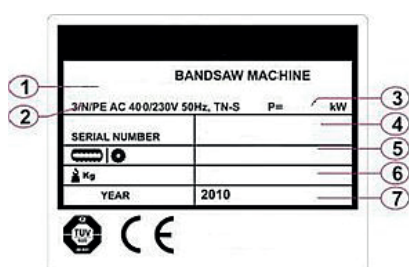 BANDSAW MACHINE
1
3/N/PE AC 400/230V 50Hz, TN-S P= kW
3
2
4
SERIAL NUMBER
5
Kg
6
YEAR 2010
7
TÜV
CE